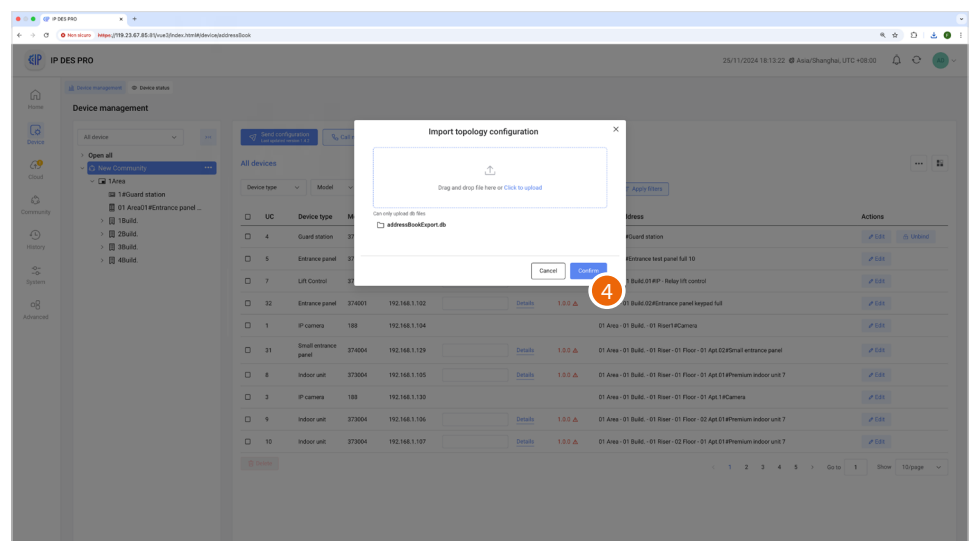 IP DES PRO
Not secure https://119.23.67.85:81/vue3/index.html#/device/addressBook
IP DES PRO
25/11/2024 18:13:22 Asia/Shanghai, UTC +08:00
Home
Device
Cloud
Community
History
System
Advanced
Device management Device status
Device management
All device
Open all
New Community
1Area
1#Guard station
01 Area01#Entrance panel ...
1Build.
2Build.
3Build.
4Build.
Send configuration
All devices
Device type Model
Apply filters
UC Device type
Actions
4 Guard station #Guard station Edit Unbind
5 Entrance panel #Entrance test panel full 10 Edit
7 Lift Control Build.01#IP - Relay lift control Edit
32 Entrance panel 374001 192.168.1.102 Details 1.0.0 Build.02#Entrance panel keypad full Edit
1 IP camera 188 192.168.1.104 01 Area - 01 Build. - 01 Riser1#Camera Edit
21 Small entrance panel 374004 192.168.1.129 Details 1.0.0 01 Area - 01 Build. - 01 Riser - 01 Floor - 01 Apt.02#Small entrance panel Edit
8 Indoor unit 373004 192.168.1.105 Details 1.0.0 01 Area - 01 Build. - 01 Riser - 01 Floor - 01 Apt.01#Premium indoor unit 7 Edit
3 IP camera 188 192.168.1.130 01 Area - 01 Build. - 01 Riser - 01 Floor - 01 Apt.1#Camera Edit
9 Indoor unit 373004 192.168.1.106 Details 1.0.0 01 Area - 01 Build. - 01 Riser - 01 Floor - 02 Apt.01#Premium indoor unit 7 Edit
10 Indoor unit 373004 192.168.1.107 Details 1.0.0 01 Area - 01 Build. - 01 Riser - 02 Floor - 02 Apt.01#Premium indoor unit 7 Edit
Delete
1 2 3 4 5 Go to 1 Show 10/page
Import topology configuration
Drag and drop file here or Click to upload
Can only upload db files
addressBookExport.db
Cancel Confirm
4